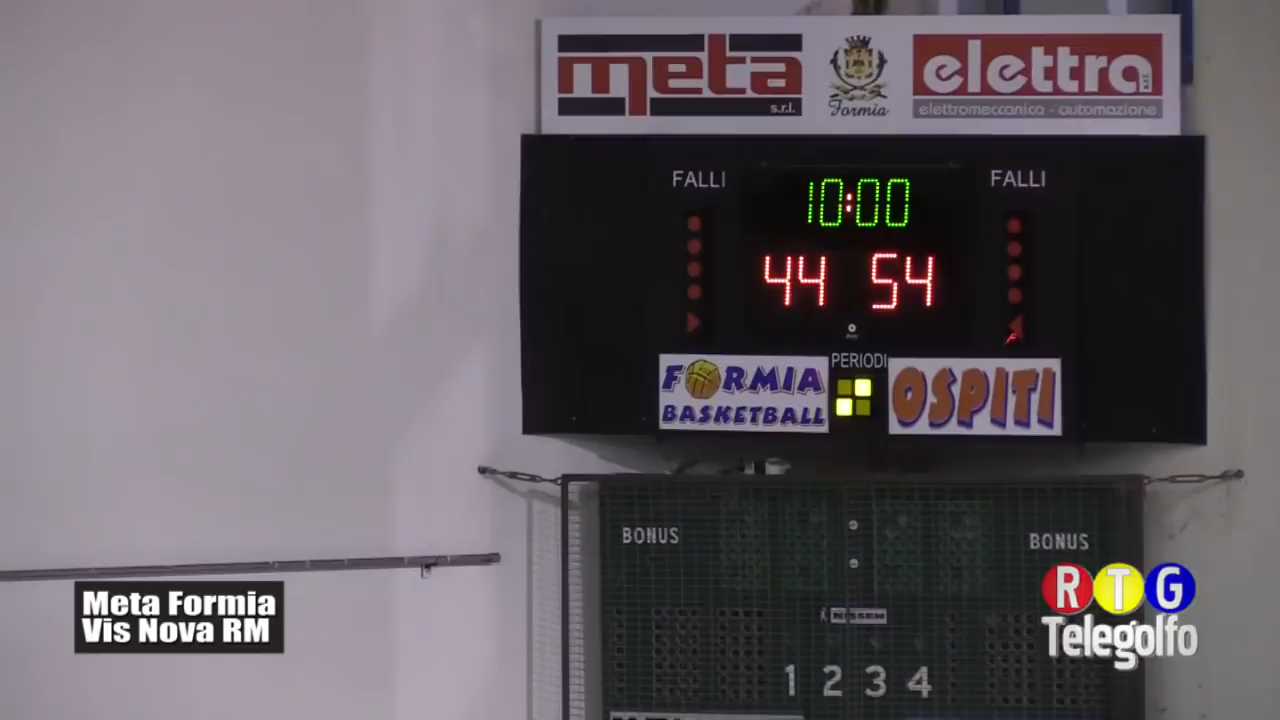 meta
s.r.l.
Formia
elettra
s.r.l.
elettromeccanica - automazione
FALLI
FALLI
10:00
44 54
PERIODI
FORMIA
BASKETBALL
OSPITI
BONUS
BONUS
NISSEN
1 2 3 4
Meta Formia
Vis Nova RM
RTG
Telegolfo